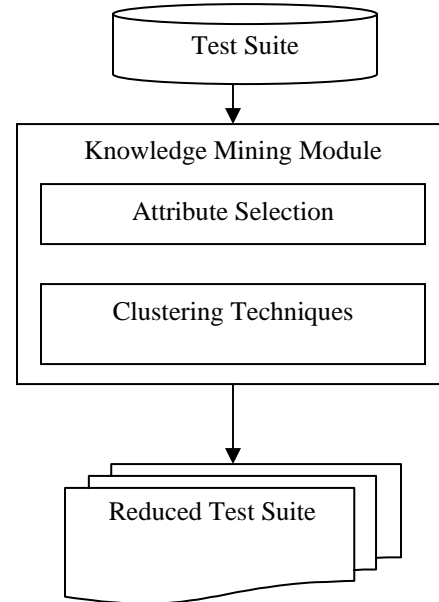 Test Suite
Knowledge Mining Module
Attribute Selection
Clustering Techniques
Reduced Test Suite